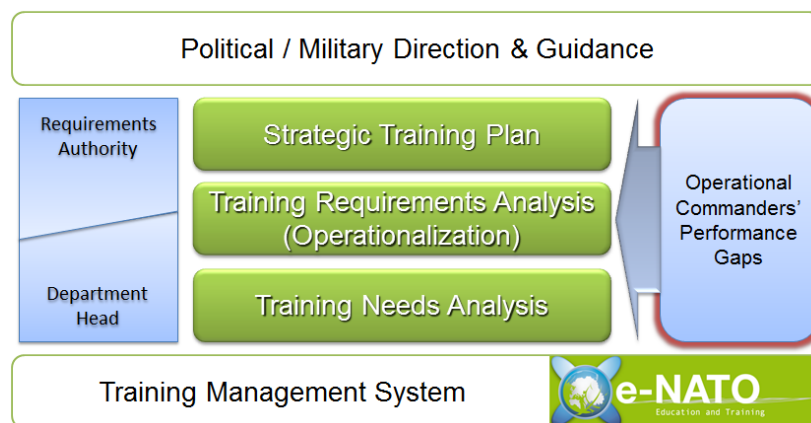 Political / Military Direction & Guidance
Requirements
Authority
Strategic Training Plan
Training Requirements Analysis
(Operationalization)
Operational
Commanders'
Performance
Gaps
Department
Head
Training Needs Analysis
Training Management System
e-NATO
Education and Training